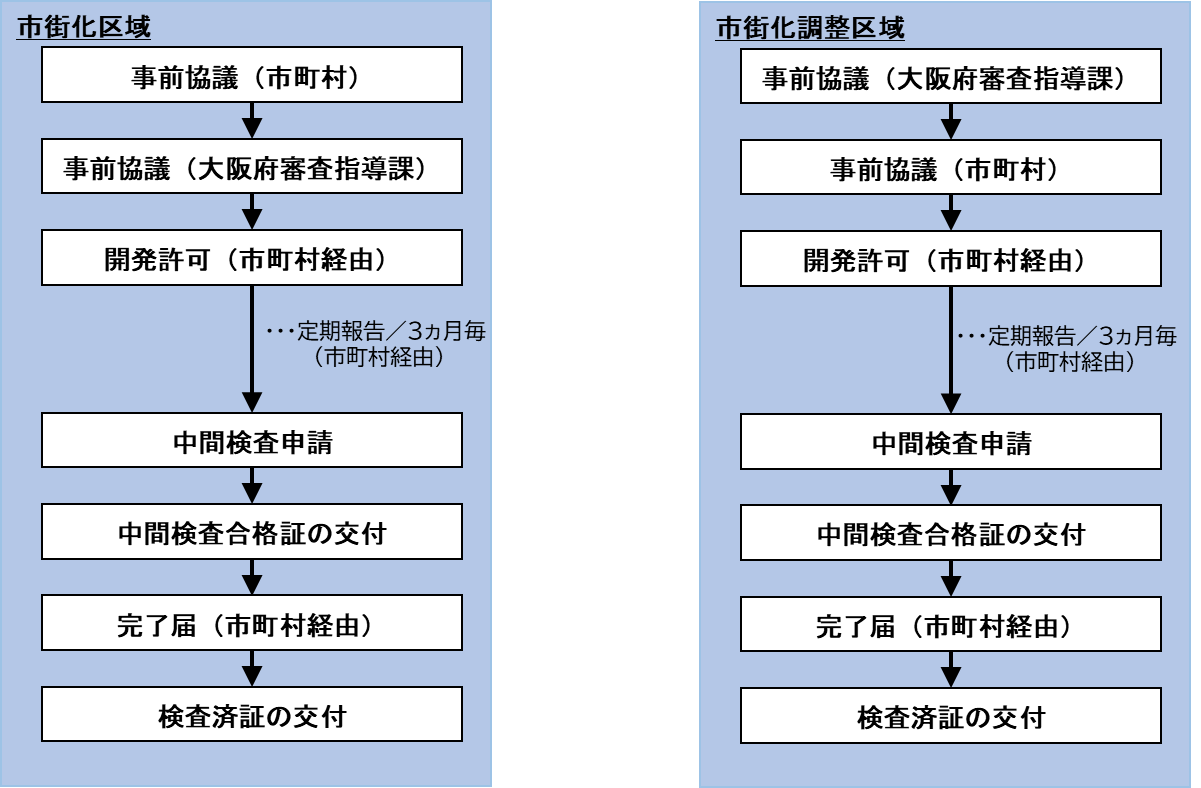 市街化区域
事前協議（市町村）
事前協議（大阪府審査指導課）
開発許可（市町村経由）
･･･定期報告／3ヵ月毎
（市町村経由）
中間検査申請
中間検査合格証の交付
完了届（市町村経由）
検査済証の交付
市街化調整区域
事前協議（大阪府審査指導課）
事前協議（市町村）
開発許可（市町村経由）
･･･定期報告／3ヵ月毎
（市町村経由）
中間検査申請
中間検査合格証の交付
完了届（市町村経由）
検査済証の交付